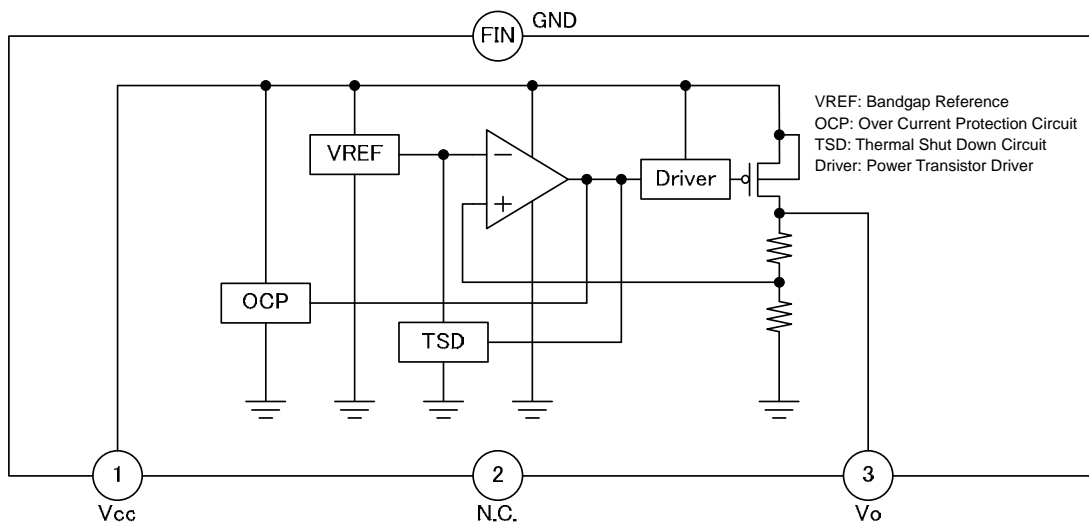 FIN GND
VREF: Bandgap Reference
OCP: Over Current Protection Circuit
TSD: Thermal Shut Down Circuit
Driver: Power Transistor Driver
VREF
−
+
Driver
OCP
TSD
1
2
3
Vcc
N.C.
Vo